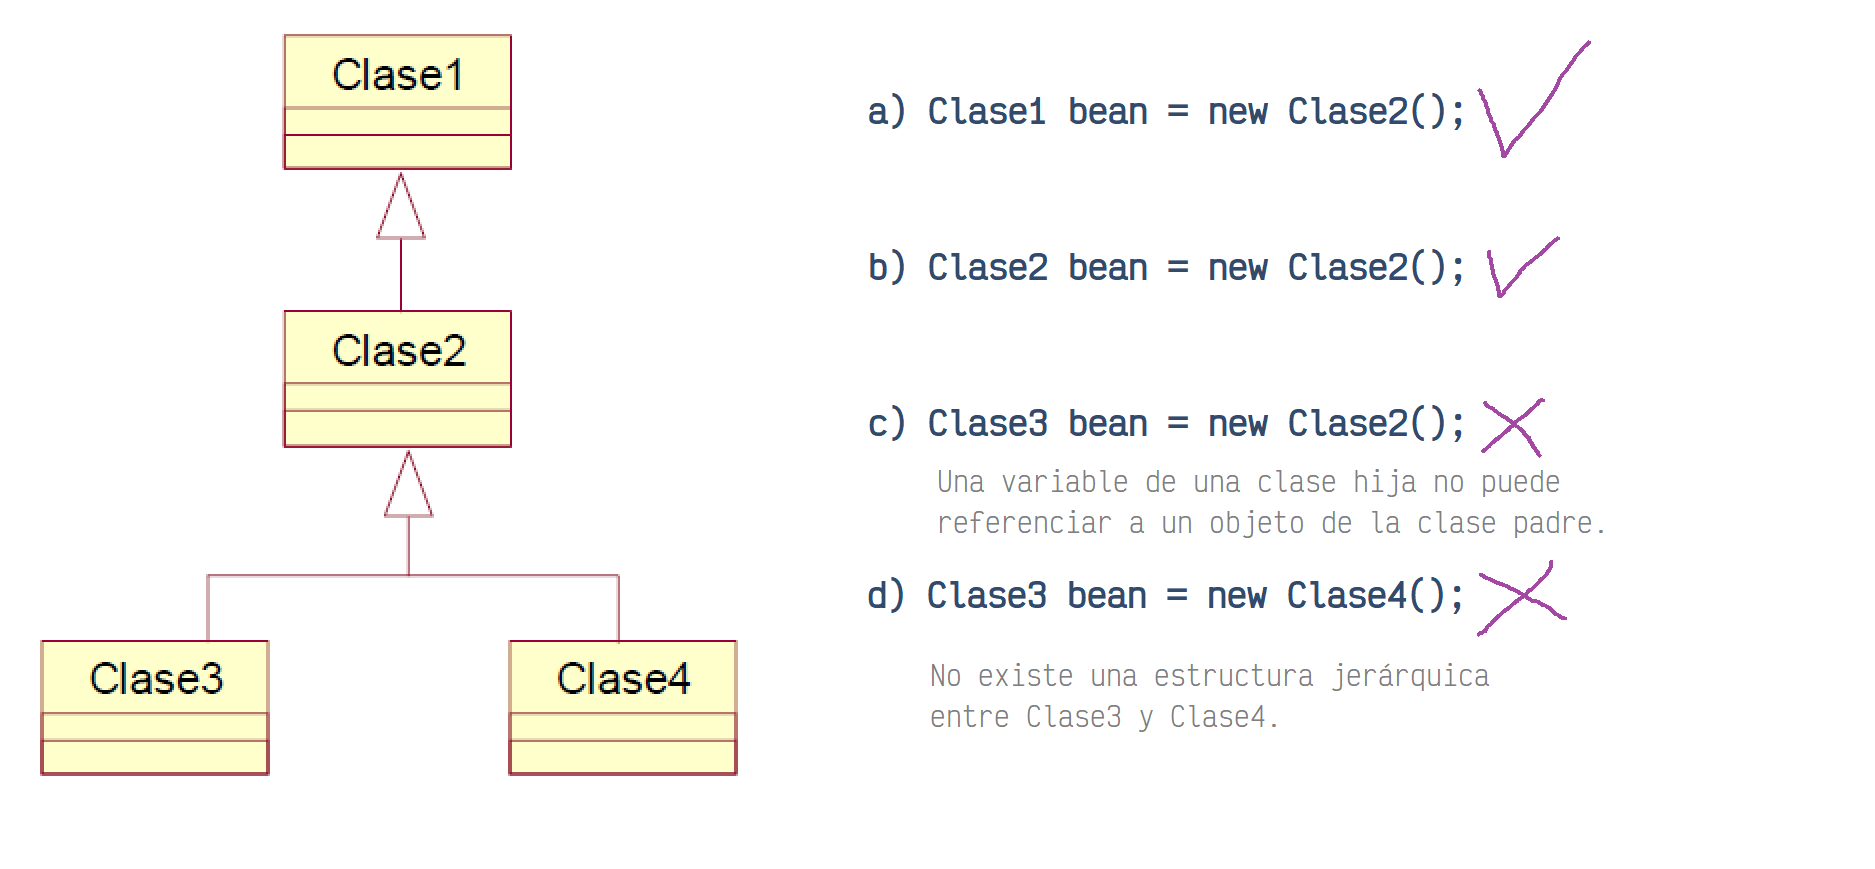 Clase1
Clase2
Clase3
Clase4
a) Clase1 bean = new Clase2();
b) Clase2 bean = new Clase2();
c) Clase3 bean = new Clase2();
Una variable de una clase hija no puede
referenciar a un objeto de la clase padre.
d) Clase3 bean = new Clase4();
No existe una estructura jerárquica
entre Clase3 y Clase4.